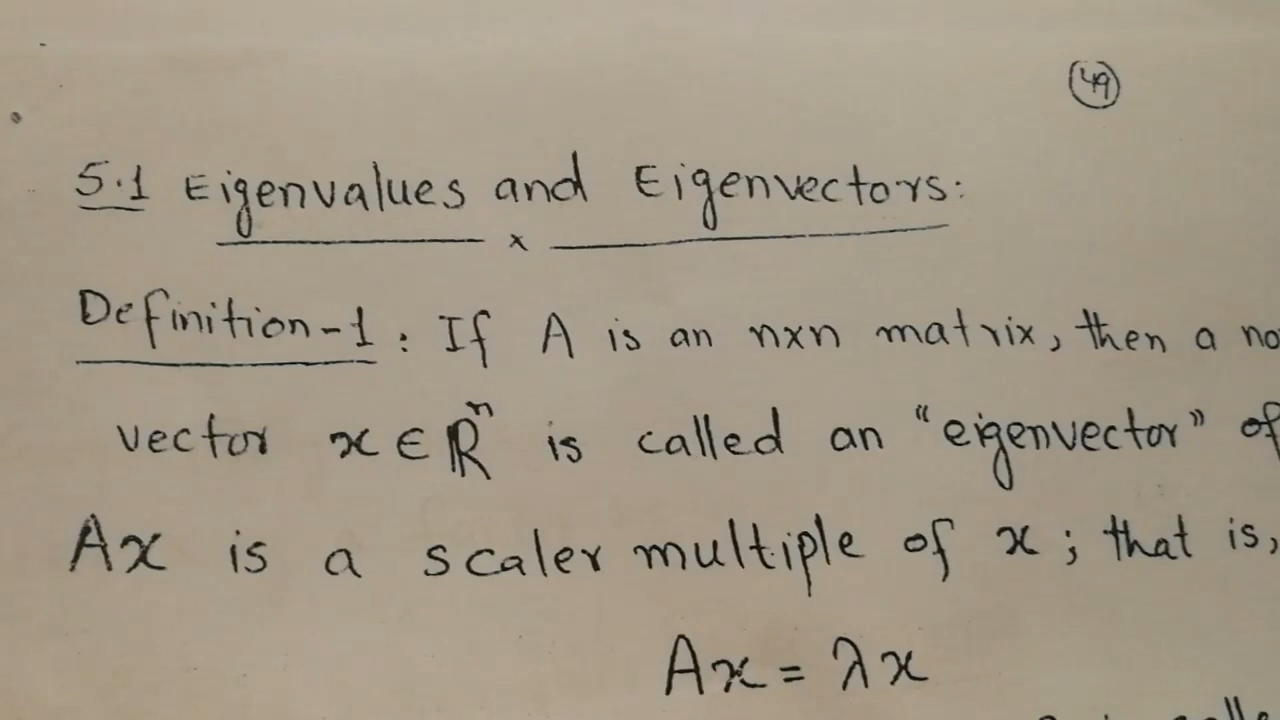 49
5.1 Eigenvalues and Eigenvectors:
x
Definition-1: If A is an nxn matrix, then a no
vector x ∈ ℝⁿ is called an "eigenvector" of
Ax is a scaler multiple of x; that is,
Ax = λx